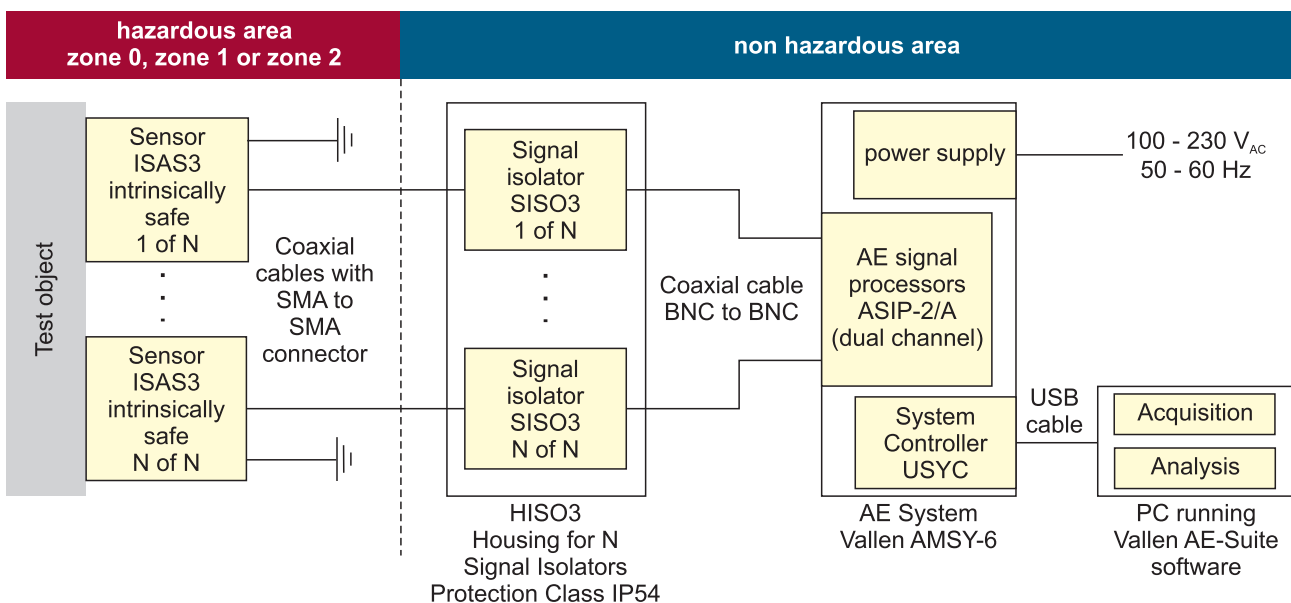 hazardous area
zone 0, zone 1 or zone 2
non hazardous area
Test object
Sensor
ISAS3
intrinsically
safe
1 of N
Sensor
ISAS3
intrinsically
safe
N of N
Coaxial
cables with
SMA to
SMA
connector
Signal
isolator
SISO3
1 of N
Signal
isolator
SISO3
N of N
HISO3
Housing for N
Signal Isolators
Protection Class IP54
Coaxial cable
BNC to BNC
power supply
100 - 230 VAC
50 - 60 Hz
AE signal
processors
ASIP-2/A
(dual channel)
System
Controller
USYC
AE System
Vallen AMSY-6
USB
cable
Acquisition
Analysis
PC running
Vallen AE-Suite
software